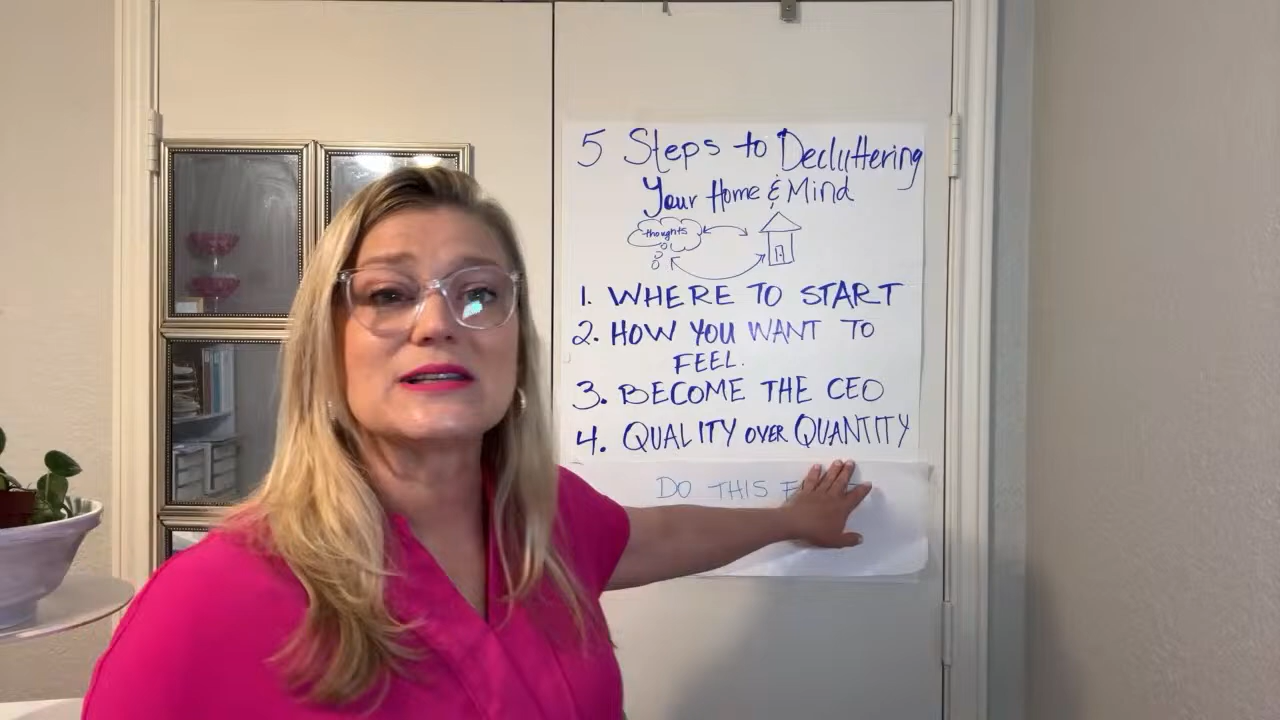 5 Steps to Decluttering
Your Home & Mind
thoughts
1. WHERE TO START
2. HOW YOU WANT TO
FEEL.
3. BECOME THE CEO
4. QUALITY OVER QUANTITY
DO THIS